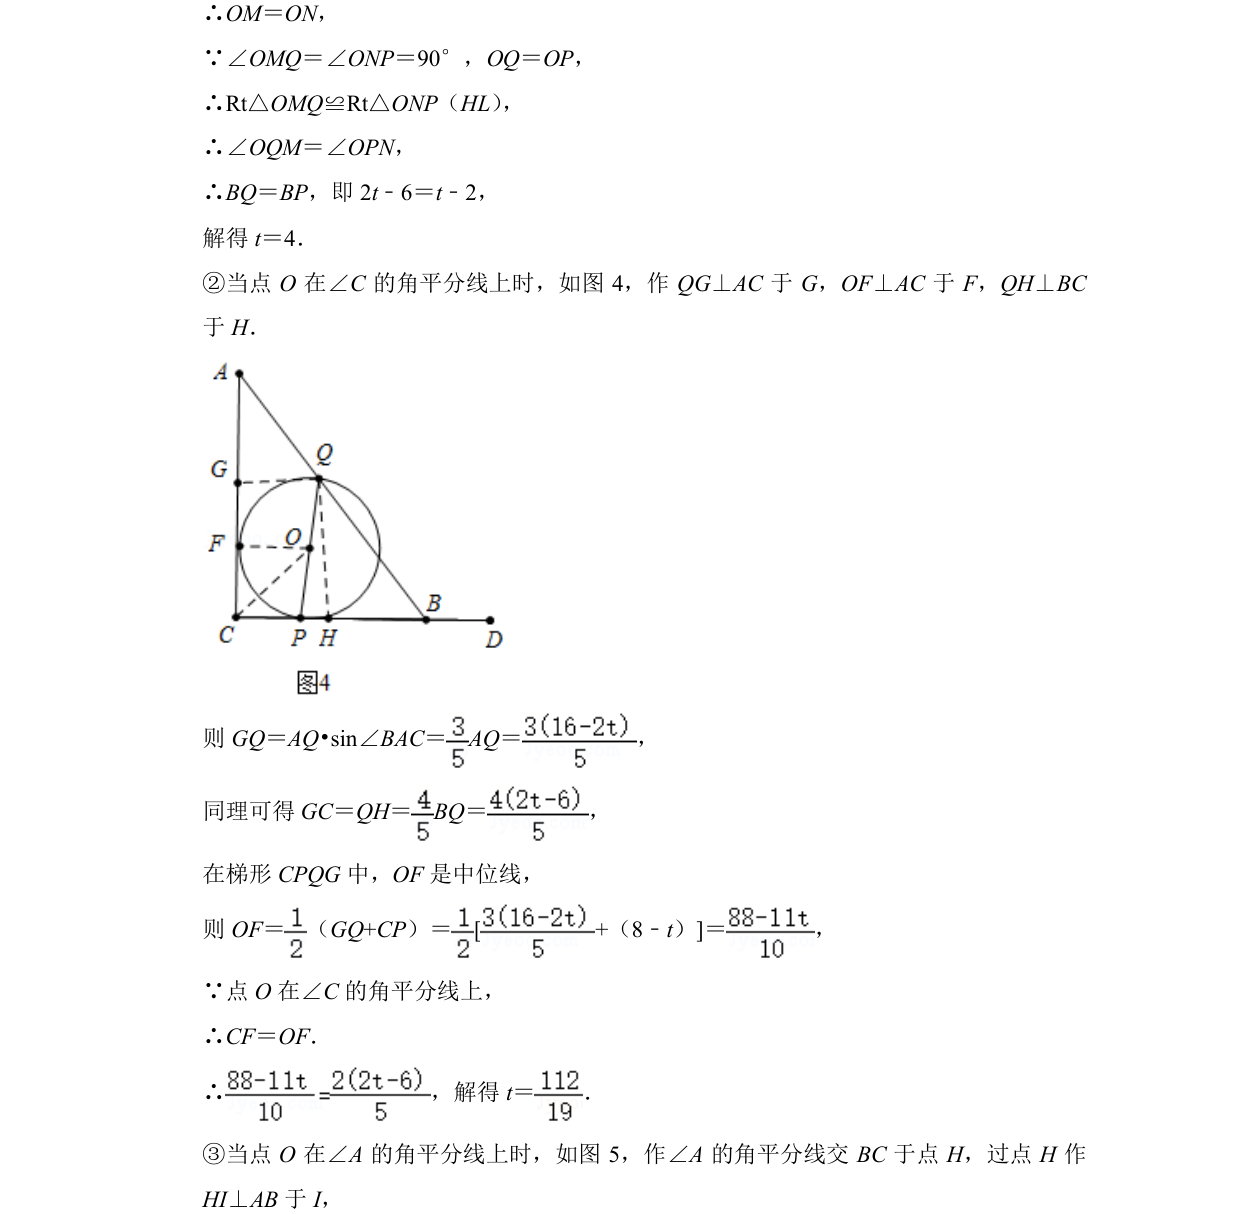 ∴OM＝ON，
∵∠OMQ＝∠ONP＝90°，OQ＝OP，
∴Rt△OMQ≌Rt△ONP（HL），
∴∠OQM＝∠OPN，
∴BQ＝BP，即 2t﹣6＝t﹣2，
解得 t＝4．
②当点 O 在∠C 的角平分线上时，如图 4，作 QG⊥AC 于 G，OF⊥AC 于 F，QH⊥BC
于 H．
A
Q
G
F
O
B
C
P
H
D
图4
则 GQ＝AQ•sin∠BAC＝3/5AQ＝3(16-2t)/5，
同理可得 GC＝QH＝4/5BQ＝4(2t-6)/5，
在梯形 CPQG 中，OF 是中位线，
则 OF＝1/2（GQ+CP）＝1/2[3(16-2t)/5+（8﹣t）]＝88-11t/10，
∵点 O 在∠C 的角平分线上，
∴CF＝OF．
∴88-11t/10=2(2t-6)/5，解得 t＝112/19．
③当点 O 在∠A 的角平分线上时，如图 5，作∠A 的角平分线交 BC 于点 H，过点 H 作
HI⊥AB 于 I，